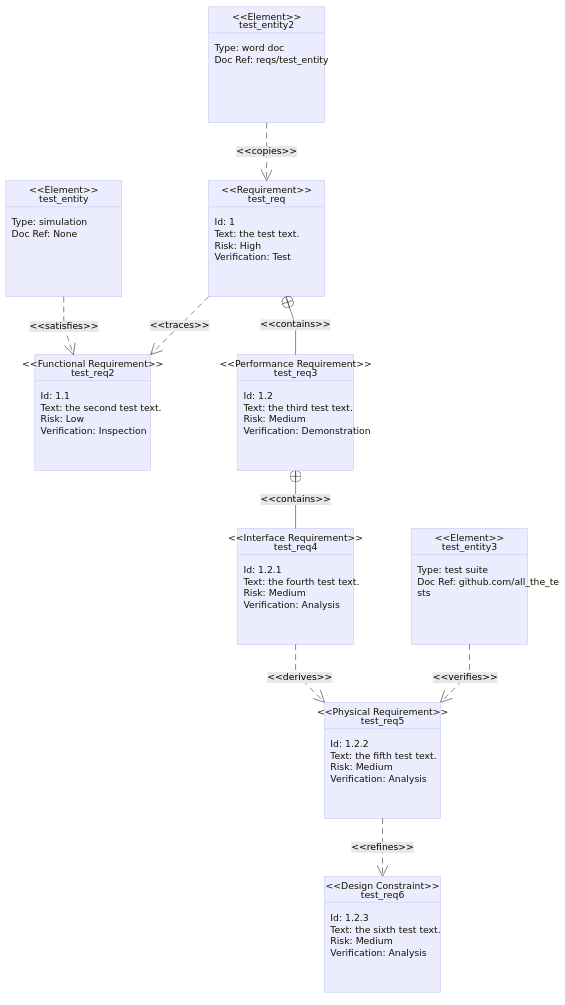 <<Element>>
test_entity2
Type: word doc
Doc Ref: reqs/test_entity
<<copies>>
<<Element>>
test_entity
Type: simulation
Doc Ref: None
<<Requirement>>
test_req
Id: 1
Text: the test text.
Risk: High
Verification: Test
<<satisfies>>
<<traces>>
<<contains>>
<<Functional Requirement>>
test_req2
Id: 1.1
Text: the second test text.
Risk: Low
Verification: Inspection
<<Performance Requirement>>
test_req3
Id: 1.2
Text: the third test text.
Risk: Medium
Verification: Demonstration
<<contains>>
<<Interface Requirement>>
test_req4
Id: 1.2.1
Text: the fourth test text.
Risk: Medium
Verification: Analysis
<<Element>>
test_entity3
Type: test suite
Doc Ref: github.com/all_the_te
sts
<<derives>>
<<verifies>>
<<Physical Requirement>>
test_req5
Id: 1.2.2
Text: the fifth test text.
Risk: Medium
Verification: Analysis
<<refines>>
<<Design Constraint>>
test_req6
Id: 1.2.3
Text: the sixth test text.
Risk: Medium
Verification: Analysis